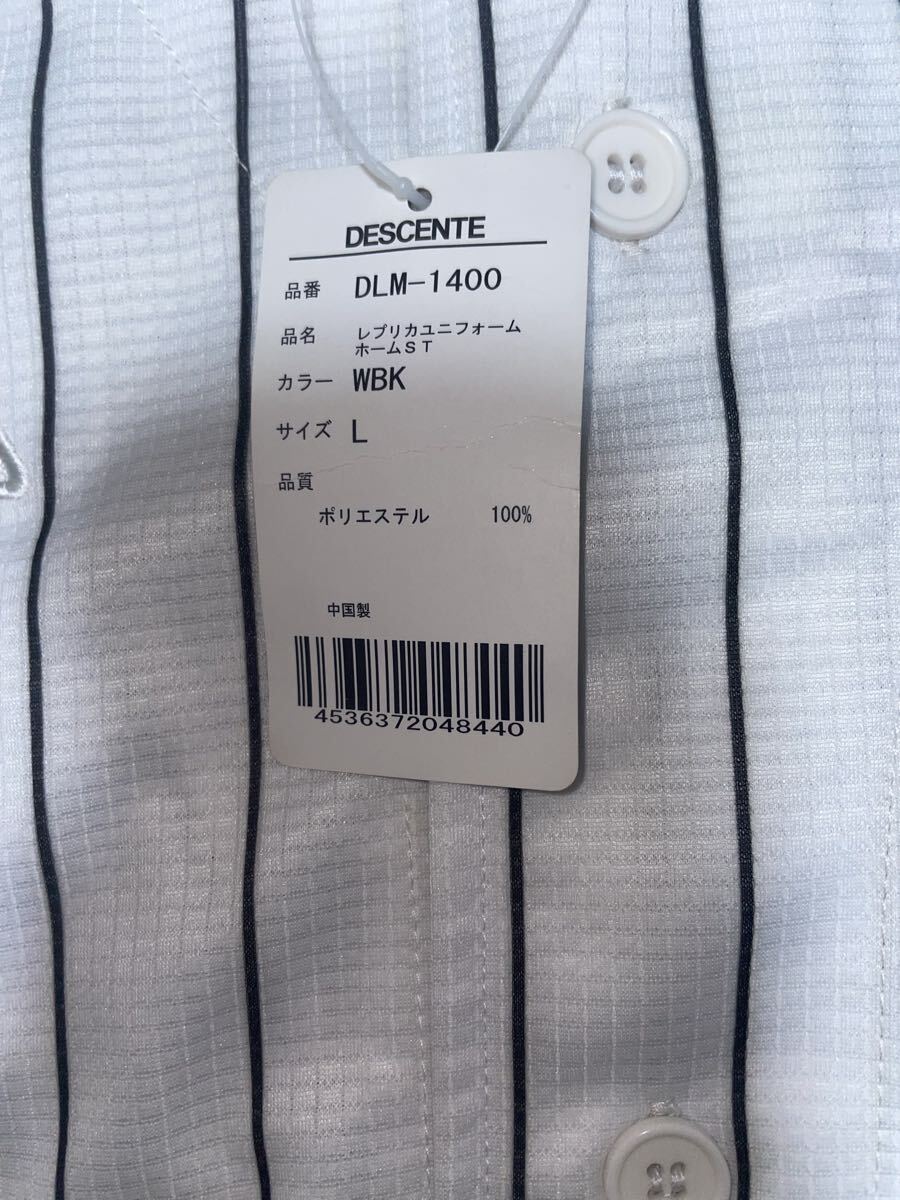 DESCENTE
品番 DLM-1400
品名 レプリカユニフォーム
ホームST
カラー WBK
サイズ L
品質
ポリエステル 100%
中国製
4536372048440